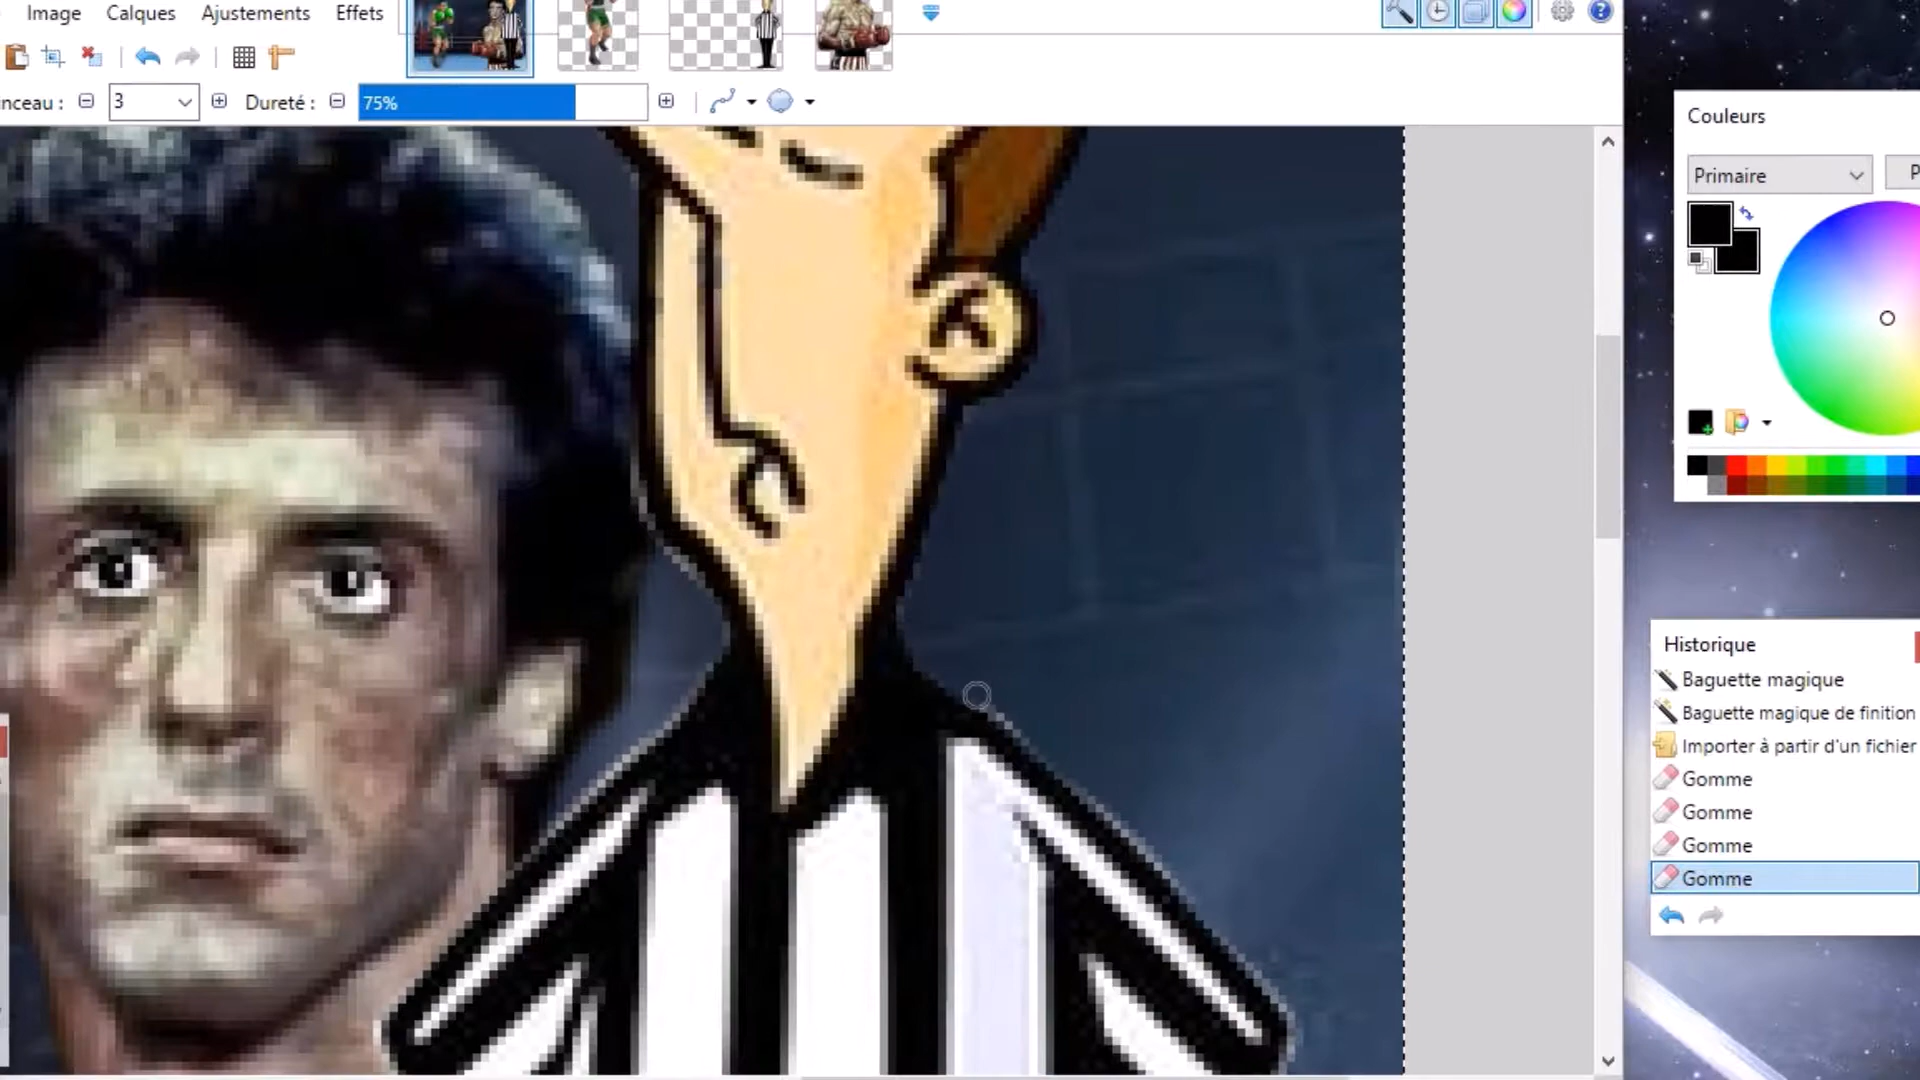 Image Calques Ajustements Effets
nceau : 3 Dureté : 75%
Couleurs
Primaire
P
Historique
Baguette magique
Baguette magique de finition
Importer à partir d'un fichier
Gomme
Gomme
Gomme
Gomme